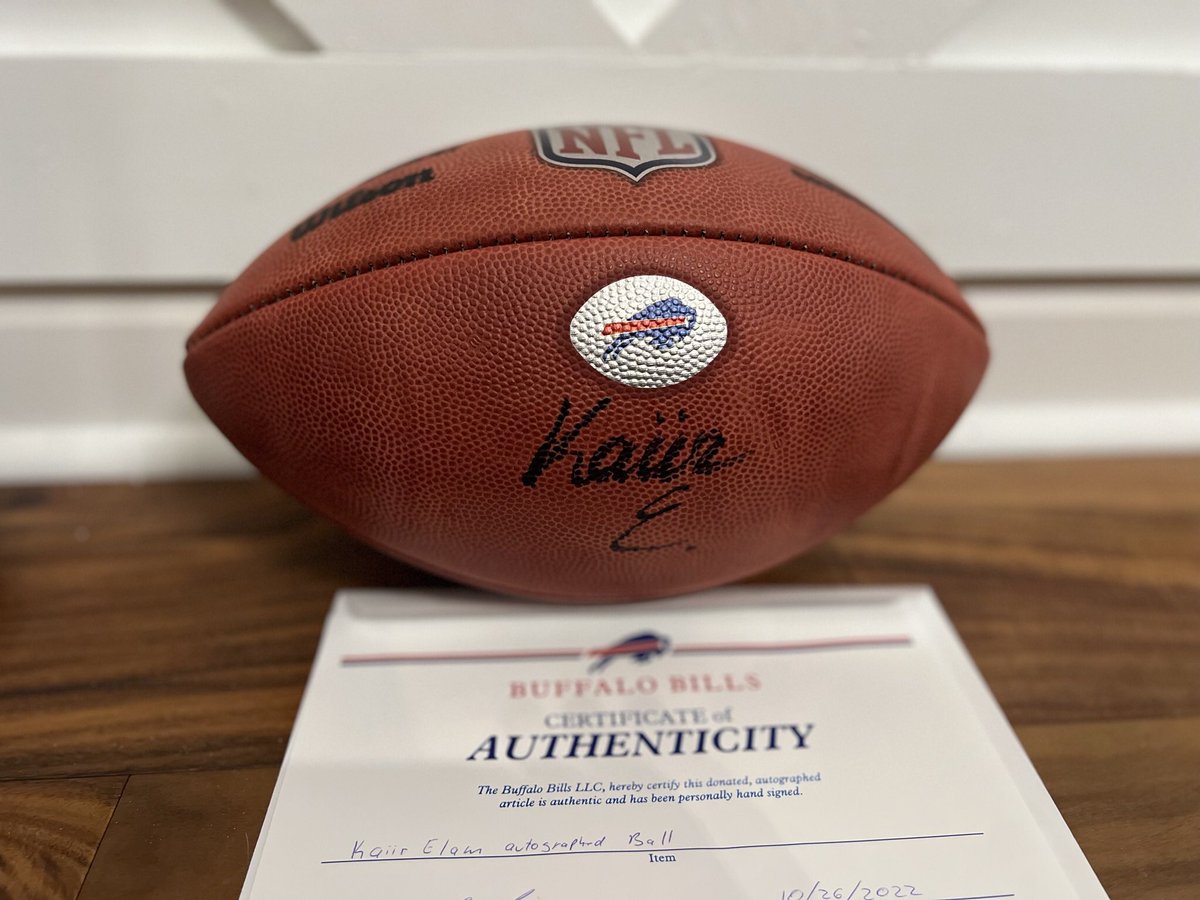 NFL
Wilson
Kaiir
E.
BUFFALO BILLS
CERTIFICATE of
AUTHENTICITY
The Buffalo Bills LLC, hereby certify this donated, autographed
article is authentic and has been personally hand signed.
Kaiir Elam autographed Ball
Item
10/26/2022